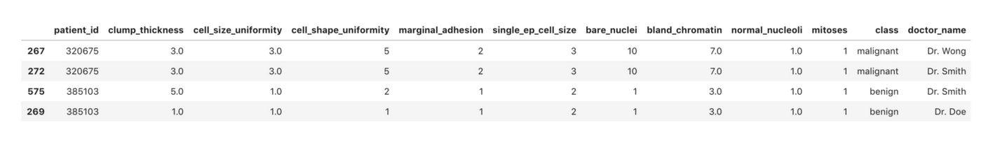 patient_id clump_thickness cell_size_uniformity cell_shape_uniformity marginal_adhesion single_ep_cell_size bare_nuclei bland_chromatin normal_nucleoli mitoses class doctor_name
267 320675 3.0 3.0 5 2 3 10 7.0 1.0 1 malignant Dr. Wong
272 320675 3.0 3.0 5 2 3 10 7.0 1.0 1 malignant Dr. Smith
575 385103 5.0 1.0 2 1 2 1 3.0 1.0 1 benign Dr. Smith
269 385103 1.0 1.0 1 1 2 1 3.0 1.0 1 benign Dr. Doe